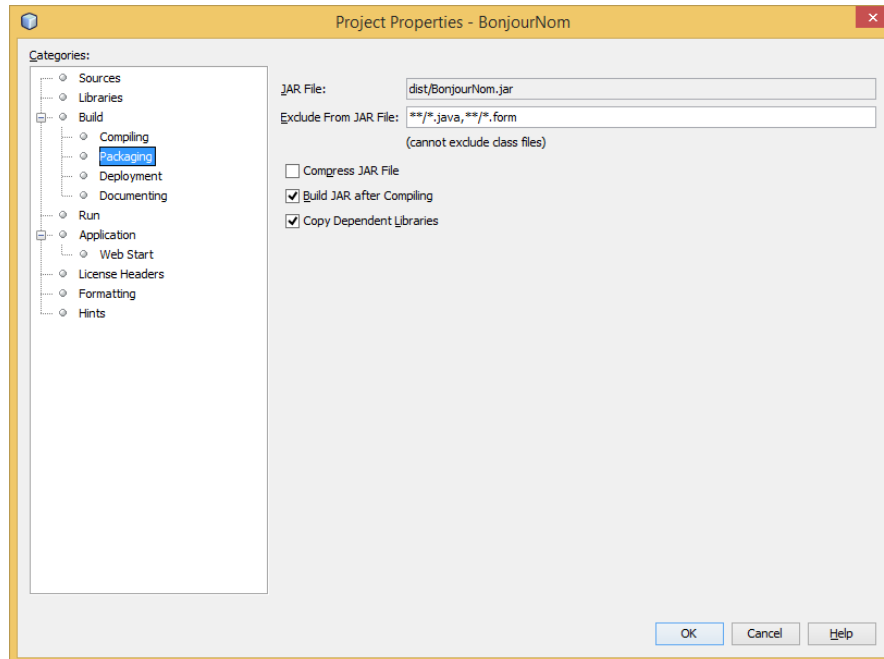 Project Properties - BonjourNom
Categories:
Sources
Libraries
Build
Compiling
Packaging
Deployment
Documenting
Run
Application
Web Start
License Headers
Formatting
Hints
JAR File: dist/BonjourNom.jar
Exclude From JAR File: **/*.java,**/*.form
(cannot exclude class files)
Compress JAR File
Build JAR after Compiling
Copy Dependent Libraries
OK Cancel Help